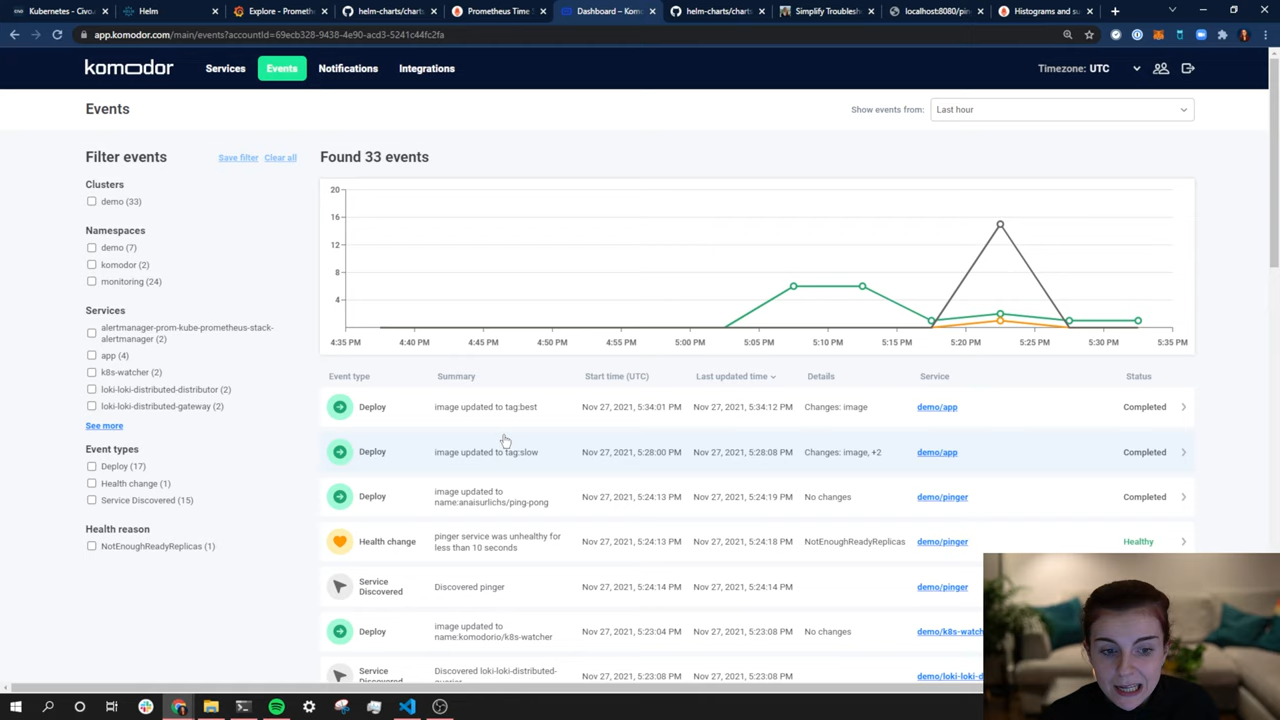 Kubernetes - Civo.
Helm
Explore - Prometheu
helm-charts/charts
Prometheus Time
Dashboard – Komo
helm-charts/charts
Simplify Troublesho
localhost:8080/ping
Histograms and su
app.komodor.com/main/events?accountId=69ecb328-9438-4e90-acd3-5241c44fc2fa
komodor
Services
Events
Notifications
Integrations
Timezone: UTC
Events
Show events from:
Last hour
Filter events
Save filter
Clear all
Clusters
demo (33)
Namespaces
demo (7)
komodor (2)
monitoring (24)
Services
alertmanager-prom-kube-prometheus-stack-
alertmanager (2)
app (4)
k8s-watcher (2)
loki-loki-distributed-distributor (2)
loki-loki-distributed-gateway (2)
See more
Event types
Deploy (17)
Health change (1)
Service Discovered (15)
Health reason
NotEnoughReadyReplicas (1)
Found 33 events
20
16
12
8
4
4:35 PM
4:40 PM
4:45 PM
4:50 PM
4:55 PM
5:00 PM
5:05 PM
5:10 PM
5:15 PM
5:20 PM
5:25 PM
5:30 PM
5:35 PM
Event type Summary Start time (UTC) Last updated time Details Service Status
Deploy image updated to tag:best Nov 27, 2021, 5:34:01 PM Nov 27, 2021, 5:34:12 PM Changes: image demo/app Completed
Deploy image updated to tag:slow Nov 27, 2021, 5:28:00 PM Nov 27, 2021, 5:28:08 PM Changes: image, +2 demo/app Completed
image updated to
Deploy Nov 27, 2021, 5:24:13 PM Nov 27, 2021, 5:24:19 PM No changes demo/pinger Completed
name:anaisurlichs/ping-pong
pinger service was unhealthy for
Health change Nov 27, 2021, 5:24:13 PM Nov 27, 2021, 5:24:18 PM NotEnoughReadyReplicas demo/pinger Healthy
less than 10 seconds
Service
Discovered
Discovered pinger Nov 27, 2021, 5:24:14 PM Nov 27, 2021, 5:24:14 PM demo/pinger
image updated to
Deploy Nov 27, 2021, 5:23:04 PM Nov 27, 2021, 5:23:08 PM No changes demo/k8s-watch
name:komodorio/k8s-watcher
Service
Discovered
Discovered loki-loki-distributed-
Nov 27, 2021, 5:23:08 PM Nov 27, 2021, 5:23:08 PM demo/loki-loki-d